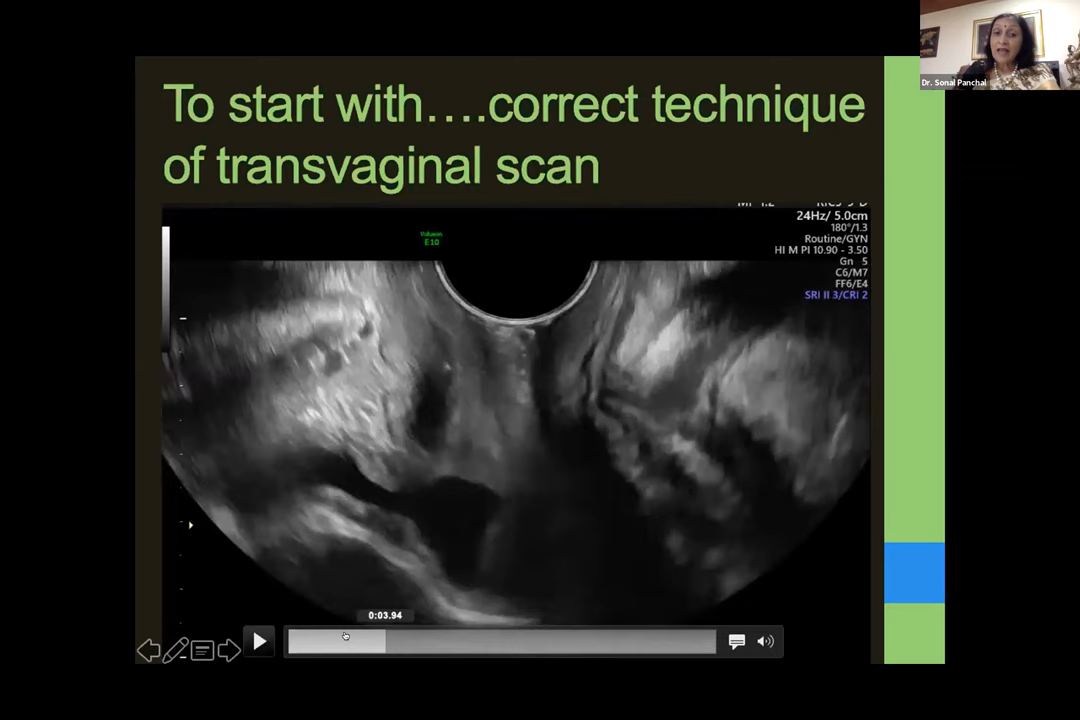 Dr. Sonal Panchal
To start with….correct technique
of transvaginal scan
Voluson
E10
24Hz/ 5.0cm
180°/1.3
Routine/GYN
HI M PI 10.90 - 3.50
Gn 5
C6/M7
FF6/E4
SRI II 3/CRI 2
0:03.94